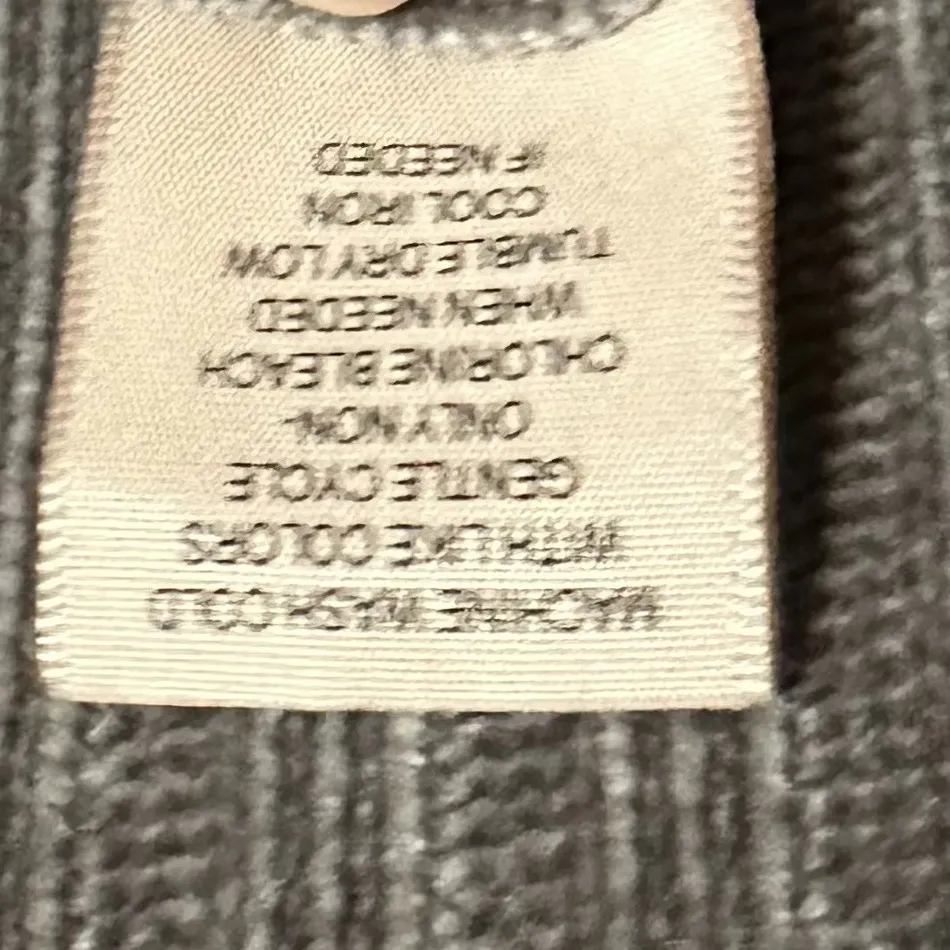 MACHINE WASH COLD
WITH LIKE COLORS
GENTLE CYCLE
ONLY NON-
CHLORINE BLEACH
WHEN NEEDED
TUMBLE DRY LOW
COOL IRON
IF NEEDED